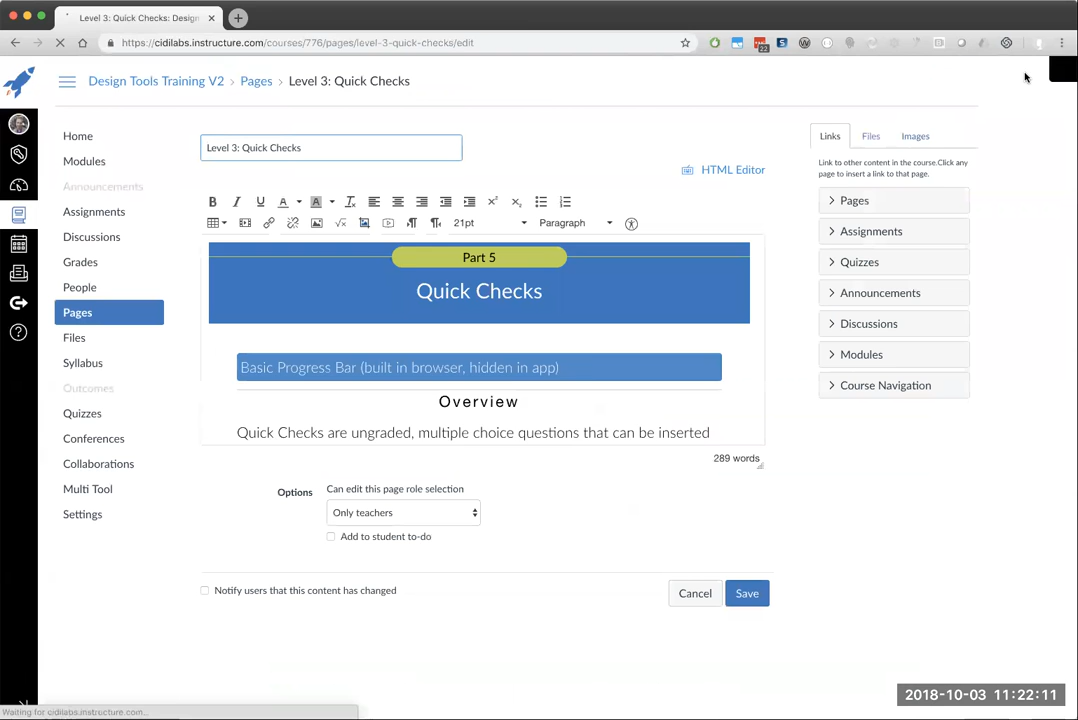 Level 3: Quick Checks: Design
https://cidilabs.instructure.com/courses/776/pages/level-3-quick-checks/edit
22
Design Tools Training V2 > Pages > Level 3: Quick Checks
Home
Modules
Announcements
Assignments
Discussions
Grades
People
Pages
Files
Syllabus
Outcomes
Quizzes
Conferences
Collaborations
Multi Tool
Settings
Level 3: Quick Checks
HTML Editor
21pt
Paragraph
Part 5
Quick Checks
Basic Progress Bar (built in browser, hidden in app)
Overview
Quick Checks are ungraded, multiple choice questions that can be inserted
289 words
Options
Can edit this page role selection
Only teachers
Add to student to-do
Notify users that this content has changed
Cancel
Save
Links
Files
Images
Link to other content in the course.Click any
page to insert a link to that page.
Pages
Assignments
Quizzes
Announcements
Discussions
Modules
Course Navigation
Waiting for cidilabs.instructure.com...
2018-10-03 11:22:11